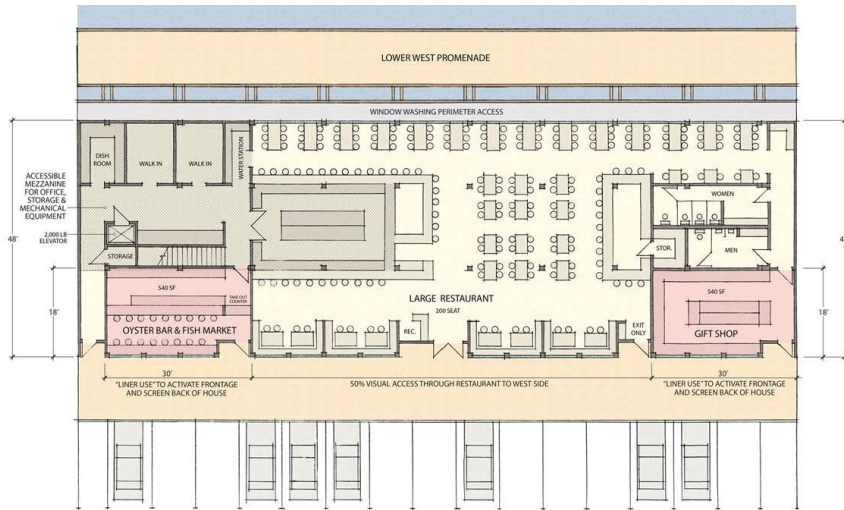 LOWER WEST PROMENADE
WINDOW WASHING PERIMETER ACCESS
DISH
ROOM
WALK IN
WALK IN
WATER STATION
ACCESSIBLE
MEZZANINE
FOR OFFICE,
STORAGE &
MECHANICAL
EQUIPMENT
2,000 LB
ELEVATOR
STORAGE
48'
18'
540 SF
TAKE OUT
COUNTER
OYSTER BAR & FISH MARKET
LARGE RESTAURANT
200 SEAT
REC.
EXIT
ONLY
WOMEN
STOR.
MEN
540 SF
GIFT SHOP
18'
4
30'
"LINER USE" TO ACTIVATE FRONTAGE
AND SCREEN BACK OF HOUSE
50% VISUAL ACCESS THROUGH RESTAURANT TO WEST SIDE
30'
"LINER USE" TO ACTIVATE FRONTAGE
AND SCREEN BACK OF HOUSE